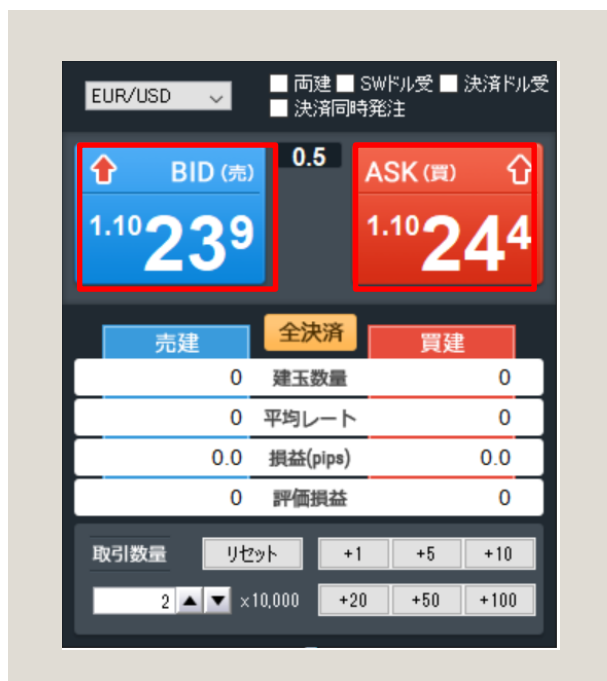 EUR/USD
両建 SWドル受 決済ドル受
決済同時発注
BID(売) 0.5 ASK(買)
1.10239 1.10244
売建 全決済 買建
0 建玉数量 0
0 平均レート 0
0.0 損益(pips) 0.0
0 評価損益 0
取引数量 リセット +1 +5 +10
2 ×10,000 +20 +50 +100